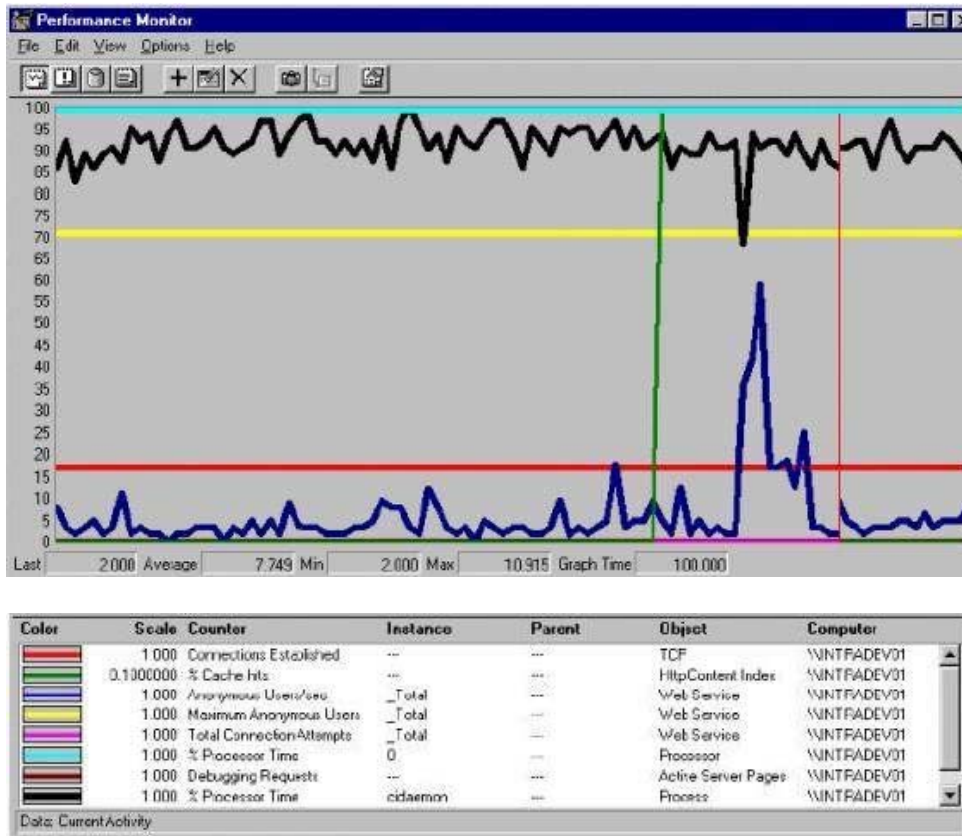 Performance Monitor
File Edit View Options Help
100
95
90
85
80
75
70
65
60
55
50
45
40
35
30
25
20
15
10
5
0
Last 2.000 Average 7.749 Min 2.000 Max 10.915 Graph Time 100.000
Color Scale Counter Instance Parent Object Computer
1.000 Connections Established --- --- TCP \\INTRADEV01
0.1000000 % Cache hits --- --- Http Content Index \\INTRADEV01
1.000 Anonymous Users/sec _Total --- Web Service \\INTRADEV01
1.000 Maximum Anonymous Users _Total --- Web Service \\INTRADEV01
1.000 Total Connection Attempts _Total --- Web Service \\INTRADEV01
1.000 % Processor Time 0 --- Processor \\INTRADEV01
1.000 Debugging Requests --- --- Active Server Pages \\INTRADEV01
1.000 % Processor Time cidaemon --- Process \\INTRADEV01
Data: Current Activity